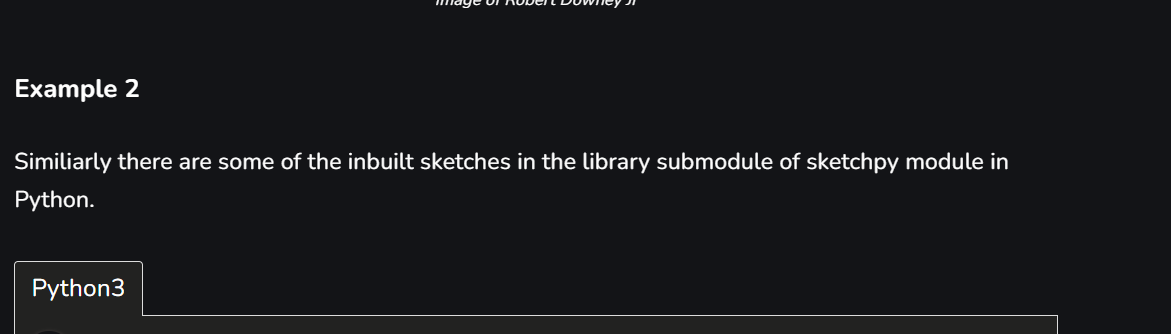 Image of Robert Downey Jr
Example 2
Similiarly there are some of the inbuilt sketches in the library submodule of sketchpy module in
Python.
Python3